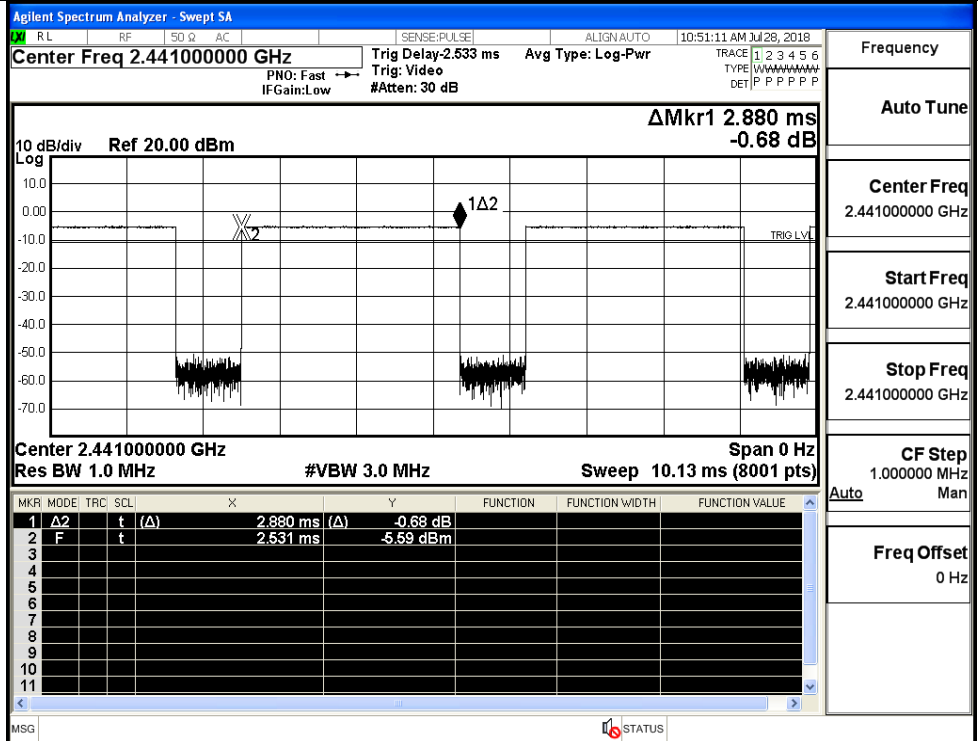 Agilent Spectrum Analyzer - Swept SA
LXI RL RF 50 Ω AC SENSE:PULSE ALIGN AUTO 10:51:11 AM Jul 28, 2018
Center Freq 2.441000000 GHz Trig Delay-2.533 ms Avg Type: Log-Pwr TRACE 1 2 3 4 5 6
PNO: Fast Trig: Video TYPE WWWWWW
IFGain:Low #Atten: 30 dB DET P P P P P P
ΔMkr1 2.880 ms
-0.68 dB
10 dB/div Ref 20.00 dBm
Log
10.0
0.00
-10.0
-20.0
-30.0
-40.0
-50.0
-60.0
-70.0
1Δ2
2
TRIG LVL
Center 2.441000000 GHz Span 0 Hz
Res BW 1.0 MHz #VBW 3.0 MHz Sweep 10.13 ms (8001 pts)
MKR MODE TRC SCL X Y FUNCTION FUNCTION WIDTH FUNCTION VALUE
1 Δ2 t (Δ) 2.880 ms (Δ) -0.68 dB
2 F t 2.531 ms -5.59 dBm
3
4
5
6
7
8
9
10
11
MSG STATUS
Frequency
Auto Tune
Center Freq
2.441000000 GHz
Start Freq
2.441000000 GHz
Stop Freq
2.441000000 GHz
CF Step
1.000000 MHz
Auto Man
Freq Offset
0 Hz